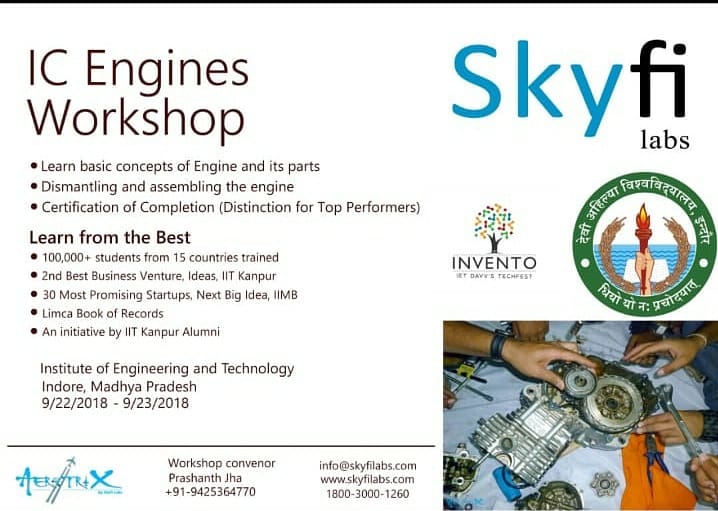 IC Engines
Workshop
• Learn basic concepts of Engine and its parts
• Dismantling and assembling the engine
• Certification of Completion (Distinction for Top Performers)
Learn from the Best
• 100,000+ students from 15 countries trained
• 2nd Best Business Venture, Ideas, IIT Kanpur
• 30 Most Promising Startups, Next Big Idea, IIMB
• Limca Book of Records
• An initiative by IIT Kanpur Alumni
Institute of Engineering and Technology
Indore, Madhya Pradesh
9/22/2018 - 9/23/2018
Skyfi
labs
INVENTO
IET DAVV'S TECHFEST
देवी अहिल्या विश्वविद्यालय, इन्दौर
धियो यो न: प्रचोदयात्
AerotriX
by Skyfi Labs
Workshop convenor
Prashanth Jha
+91-9425364770
info@skyfilabs.com
www.skyfilabs.com
1800-3000-1260